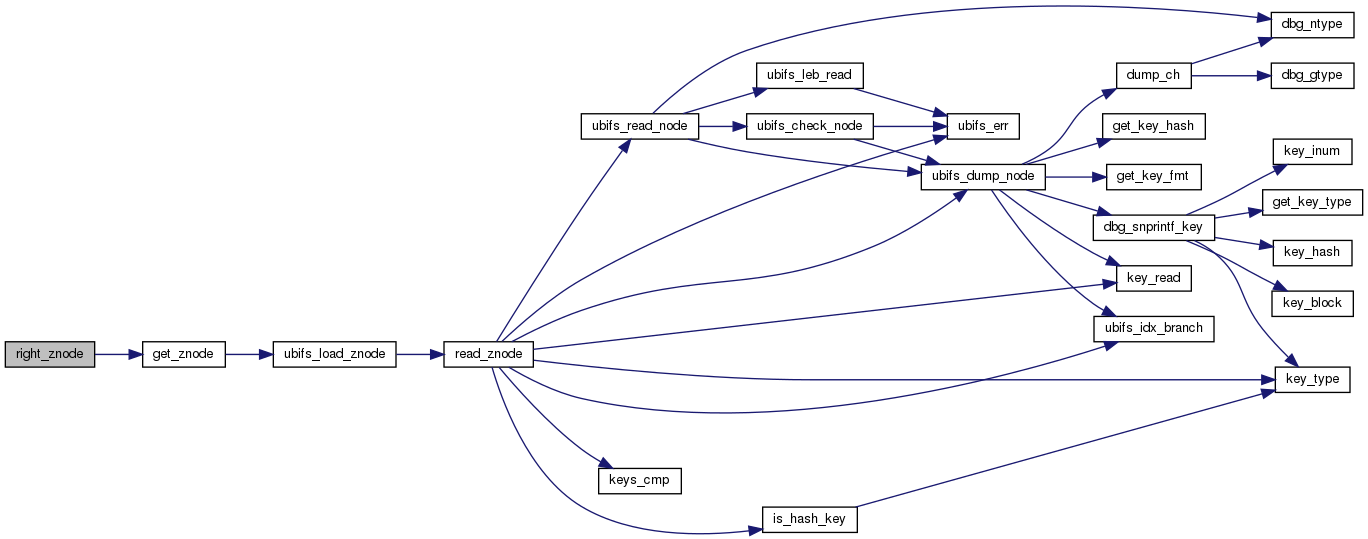 right_znode
get_znode
ubifs_load_znode
read_znode
ubifs_read_node
ubifs_leb_read
ubifs_check_node
ubifs_err
ubifs_dump_node
dump_ch
dbg_ntype
dbg_gtype
get_key_hash
get_key_fmt
dbg_snprintf_key
key_inum
get_key_type
key_hash
key_block
key_read
ubifs_idx_branch
key_type
keys_cmp
is_hash_key